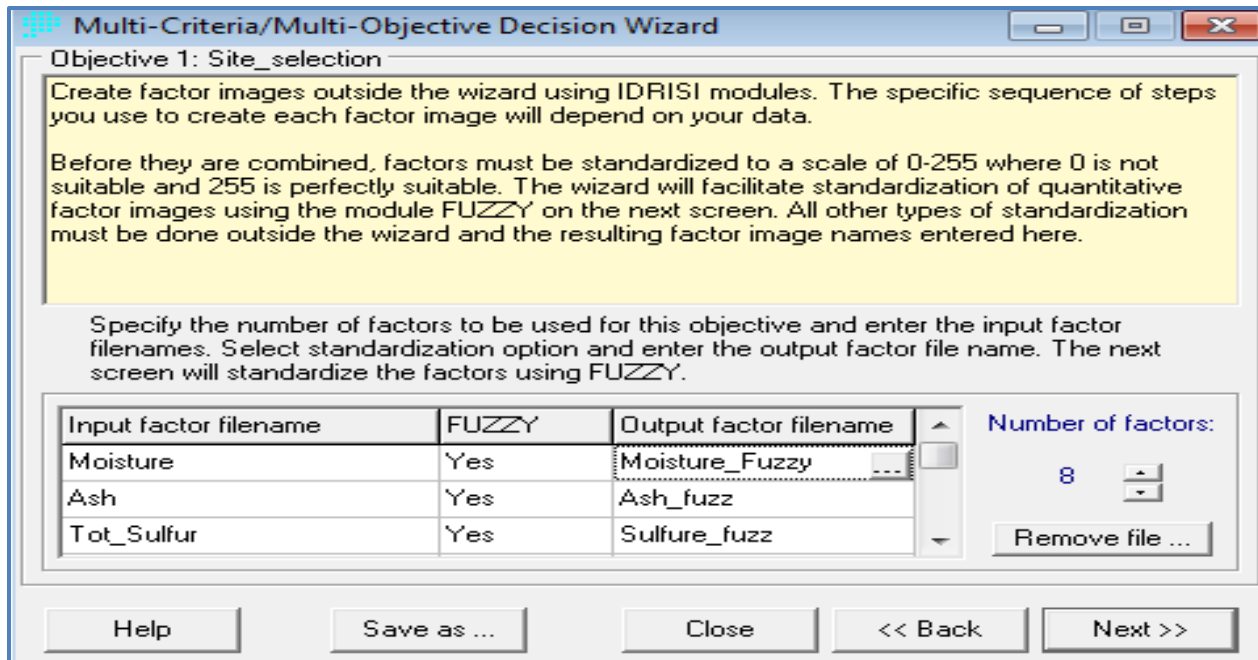 Multi-Criteria/Multi-Objective Decision Wizard
Objective 1: Site_selection
Create factor images outside the wizard using IDRISI modules. The specific sequence of steps
you use to create each factor image will depend on your data.
Before they are combined, factors must be standardized to a scale of 0-255 where 0 is not
suitable and 255 is perfectly suitable. The wizard will facilitate standardization of quantitative
factor images using the module FUZZY on the next screen. All other types of standardization
must be done outside the wizard and the resulting factor image names entered here.
Specify the number of factors to be used for this objective and enter the input factor
filenames. Select standardization option and enter the output factor file name. The next
screen will standardize the factors using FUZZY.
Input factor filename FUZZY Output factor filename
Number of factors:
Moisture Yes Moisture_Fuzzy ...
8
Ash Yes Ash_fuzz
Tot_Sulfur Yes Sulfure_fuzz
Remove file ...
Help Save as ... Close << Back Next >>